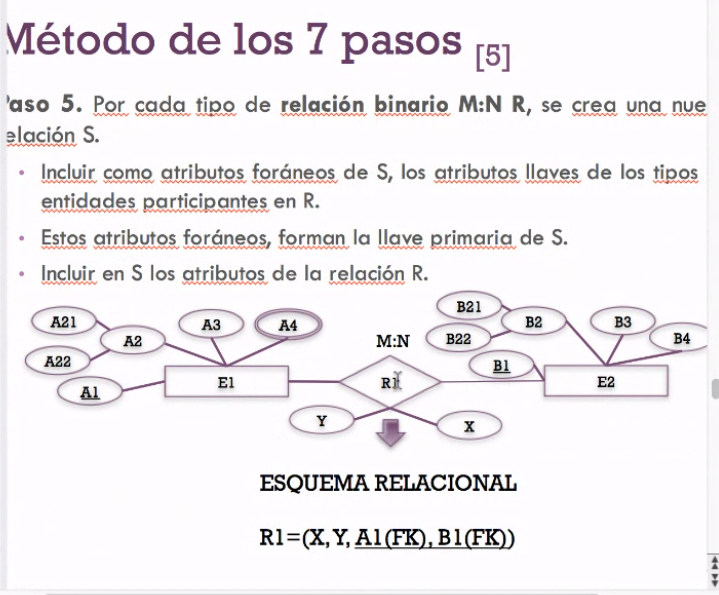 Método de los 7 pasos [5]
Paso 5. Por cada tipo de relación binario M:N R, se crea una nue
elación S.
• Incluir como atributos foráneos de S, los atributos llaves de los tipos
entidades participantes en R.
• Estos atributos foráneos, forman la llave primaria de S.
• Incluir en S los atributos de la relación R.
A21
A2
A22
A1
A3
A4
E1
M:N
R1
Y
X
B21
B22
B2
B1
B3
B4
E2
ESQUEMA RELACIONAL
R1=(X, Y, A1(FK), B1(FK))